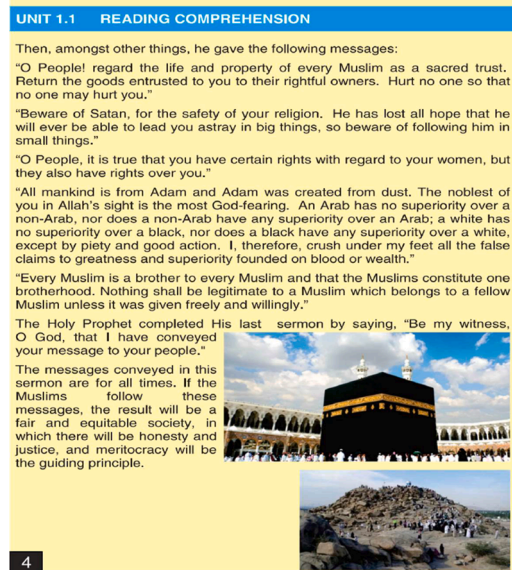 UNIT 1.1 READING COMPREHENSION
Then, amongst other things, he gave the following messages:
“O People! regard the life and property of every Muslim as a sacred trust.
Return the goods entrusted to you to their rightful owners. Hurt no one so that
no one may hurt you.”
“Beware of Satan, for the safety of your religion. He has lost all hope that he
will ever be able to lead you astray in big things, so beware of following him in
small things.”
“O People, it is true that you have certain rights with regard to your women, but
they also have rights over you.”
“All mankind is from Adam and Adam was created from dust. The noblest of
you in Allah’s sight is the most God-fearing. An Arab has no superiority over a
non-Arab, nor does a non-Arab have any superiority over an Arab; a white has
no superiority over a black, nor does a black have any superiority over a white,
except by piety and good action. I, therefore, crush under my feet all the false
claims to greatness and superiority founded on blood or wealth.”
“Every Muslim is a brother to every Muslim and that the Muslims constitute one
brotherhood. Nothing shall be legitimate to a Muslim which belongs to a fellow
Muslim unless it was given freely and willingly.”
The Holy Prophet completed His last sermon by saying, “Be my witness,
O God, that I have conveyed
your message to your people.”
The messages conveyed in this
sermon are for all times. If the
Muslims follow these
messages, the result will be a
fair and equitable society, in
which there will be honesty and
justice, and meritocracy will be
the guiding principle.
4